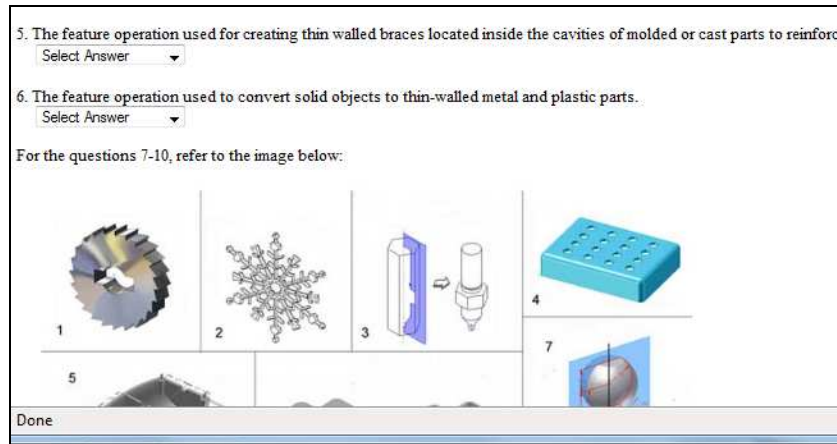 5. The feature operation used for creating thin walled braces located inside the cavities of molded or cast parts to
Select Answer
6. The feature operation used to convert solid objects to thin-walled metal and plastic parts.
Select Answer
For the questions 7-10, refer to the image below:
1
2
3
4
5
7
Done